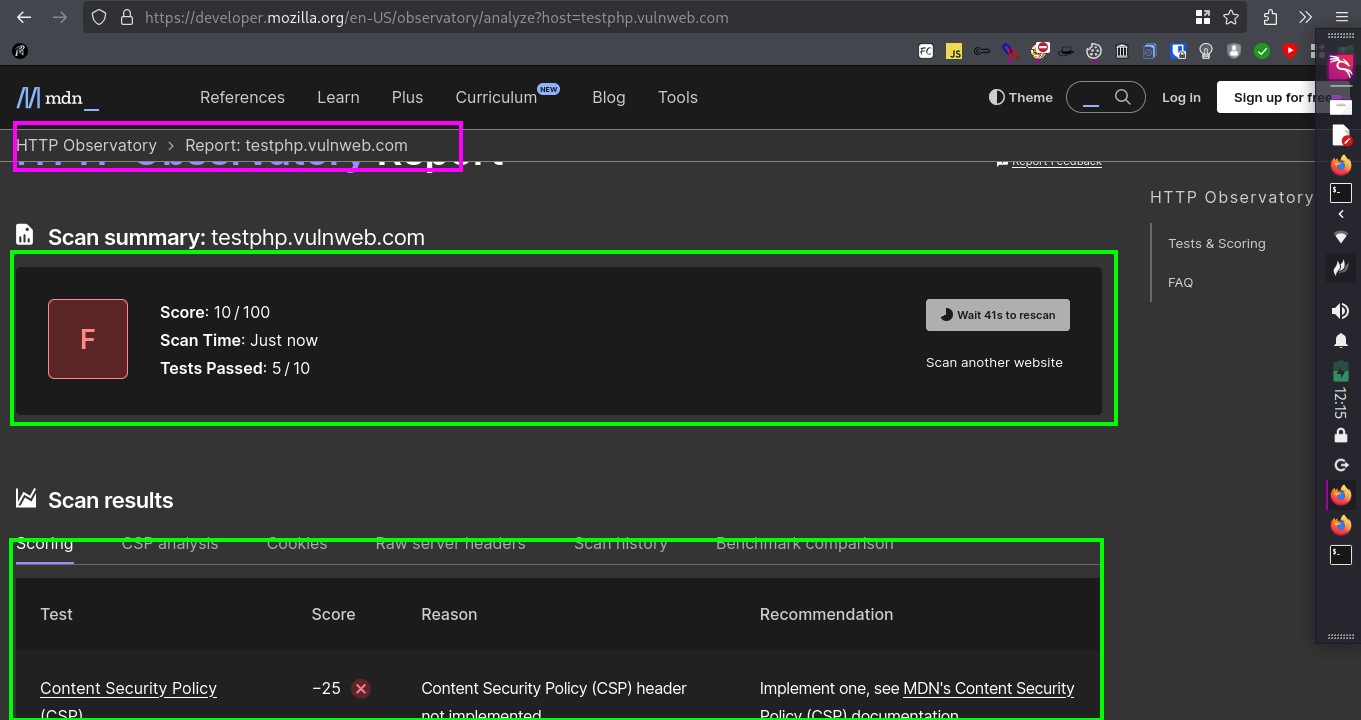 https://developer.mozilla.org/en-US/observatory/analyze?host=testphp.vulnweb.com
FC JS
mdn_ References Learn Plus Curriculum NEW Blog Tools Theme Log in Sign up for free
HTTP Observatory > Report: testphp.vulnweb.com
HTTP Observatory Report
Report Feedback
HTTP Observatory
Tests & Scoring
FAQ
Scan summary: testphp.vulnweb.com
F
Score: 10 / 100
Scan Time: Just now
Tests Passed: 5 / 10
Wait 41s to rescan
Scan another website
Scan results
Scoring CSP analysis Cookies Raw server headers Scan history Benchmark comparison
Test Score Reason Recommendation
Content Security Policy −25 Content Security Policy (CSP) header Implement one, see MDN's Content Security
(CSP) not implemented Policy (CSP) documentation
12:15